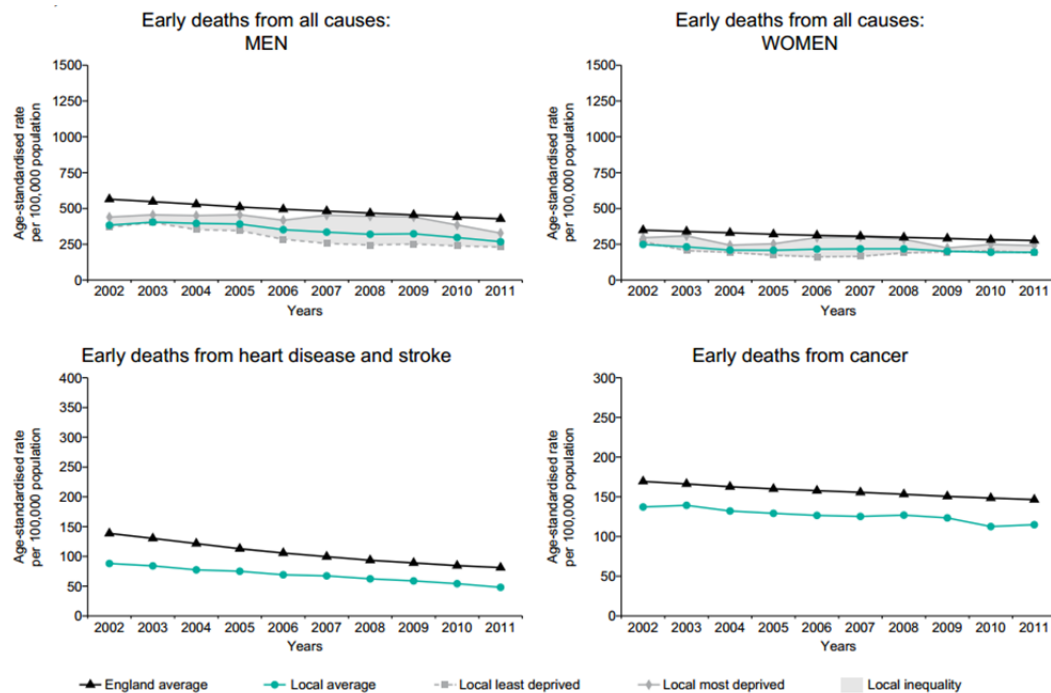 Early deaths from all causes:
MEN
Age-standardised rate
per 100,000 population
1500
1250
1000
750
500
250
0
2002 2003 2004 2005 2006 2007 2008 2009 2010 2011
Years
Early deaths from all causes:
WOMEN
Age-standardised rate
per 100,000 population
1500
1250
1000
750
500
250
0
2002 2003 2004 2005 2006 2007 2008 2009 2010 2011
Years
Early deaths from heart disease and stroke
Age-standardised rate
per 100,000 population
400
350
300
250
200
150
100
50
0
2002 2003 2004 2005 2006 2007 2008 2009 2010 2011
Years
Early deaths from cancer
Age-standardised rate
per 100,000 population
300
250
200
150
100
50
0
2002 2003 2004 2005 2006 2007 2008 2009 2010 2011
Years
England average Local average Local least deprived Local most deprived Local inequality